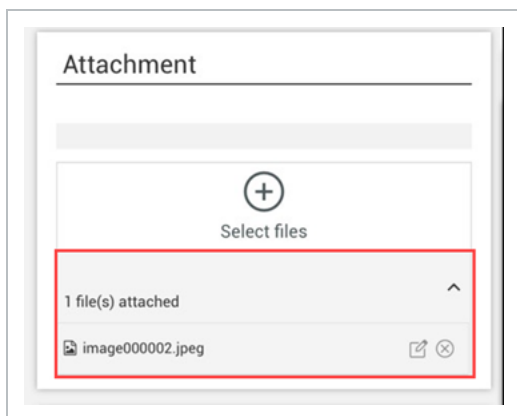 Attachment
Select files
1 file(s) attached
image000002.jpeg